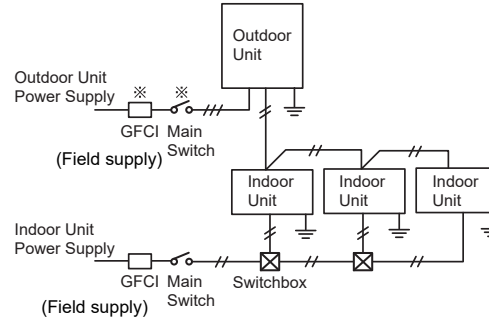 Outdoor
Unit
Outdoor Unit
Power Supply
※ ※
GFCI Main
Switch
(Field supply)
Indoor
Unit
Indoor
Unit
Indoor
Unit
Indoor Unit
Power Supply
GFCI Main
Switch
Switchbox
(Field supply)